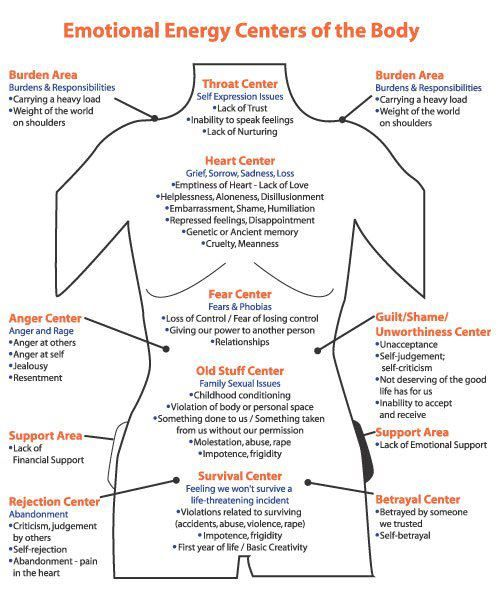 Emotional Energy Centers of the Body
Burden Area
Burdens & Responsibilities
•Carrying a heavy load
•Weight of the world
on shoulders
Throat Center
Self Expression Issues
•Lack of Trust
•Inability to speak feelings
•Lack of Nurturing
Burden Area
Burdens & Responsibilities
•Carrying a heavy load
•Weight of the world
on shoulders
Heart Center
Grief, Sorrow, Sadness, Loss
•Emptiness of Heart - Lack of Love
•Helplessness, Aloneness, Disillusionment
•Embarrassment, Shame, Humiliation
•Repressed feelings, Disappointment
•Genetic or Ancient memory
•Cruelty, Meanness
Fear Center
Fears & Phobias
•Loss of Control / Fear of losing control
•Giving our power to another person
•Relationships
Anger Center
Anger and Rage
•Anger at others
•Anger at self
•Jealousy
•Resentment
Guilt/Shame/
Unworthiness Center
•Unacceptance
•Self-judgement;
self-criticism
•Not deserving of the good
life has for us
•Inability to accept
and receive
Old Stuff Center
Family Sexual Issues
•Childhood conditioning
•Violation of body or personal space
•Something done to us / Something taken
from us without our permission
•Molestation, abuse, rape
•Impotence, frigidity
Support Area
•Lack of
Financial Support
Support Area
•Lack of Emotional Support
Survival Center
Feeling we won't survive a
life-threatening incident
•Violations related to surviving
(accidents, abuse, violence, rape)
•Impotence, frigidity
•First year of life / Basic Creativity
Rejection Center
Abandonment
•Criticism, judgement
by others
•Self-rejection
•Abandonment - pain
in the heart
Betrayal Center
•Betrayed by someone
we trusted
•Self-betrayal